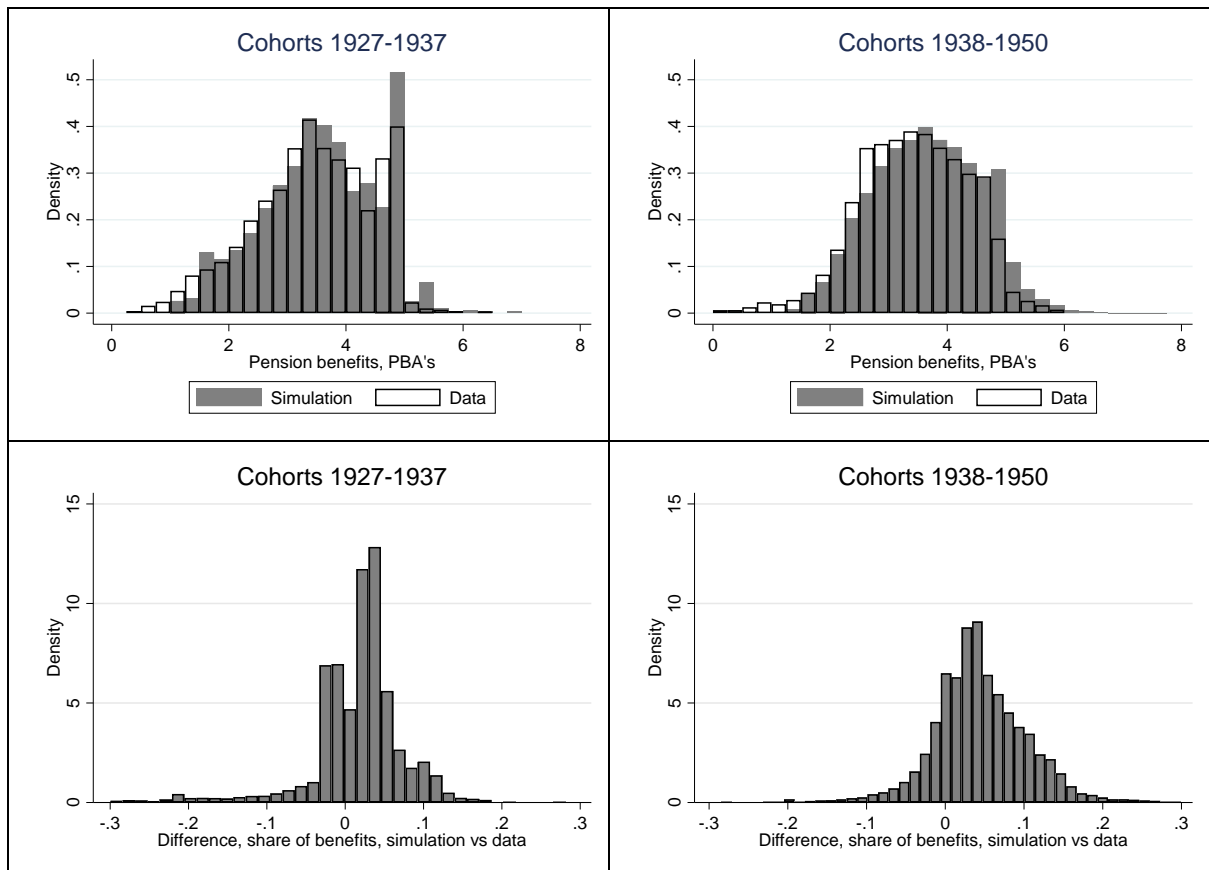 Cohorts 1927-1937
.5
.4
.3
.2
.1
0
Density
0 2 4 6 8
Pension benefits, PBA's
Simulation Data
Cohorts 1938-1950
.5
.4
.3
.2
.1
0
Density
0 2 4 6 8
Pension benefits, PBA's
Simulation Data
Cohorts 1927-1937
15
10
5
0
Density
-.3 -.2 -.1 0 .1 .2 .3
Difference, share of benefits, simulation vs data
Cohorts 1938-1950
15
10
5
0
Density
-.3 -.2 -.1 0 .1 .2 .3
Difference, share of benefits, simulation vs data